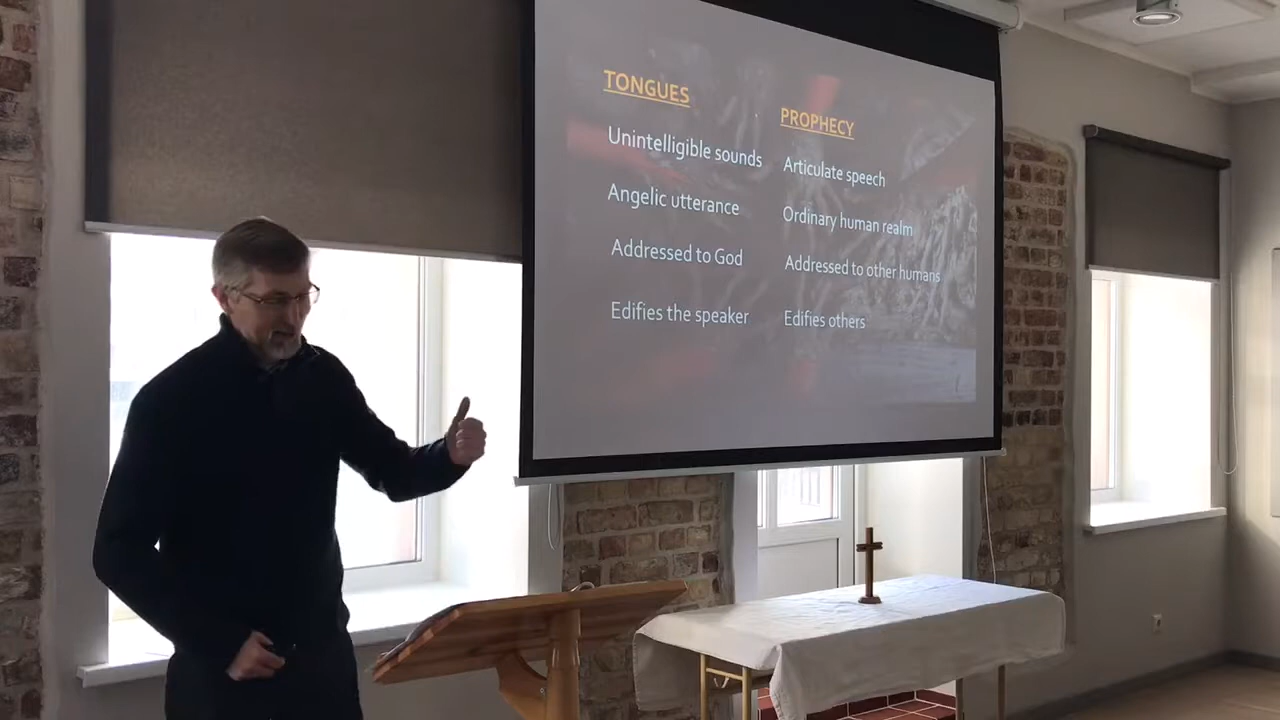 TONGUES
Unintelligible sounds
Angelic utterance
Addressed to God
Edifies the speaker
PROPHECY
Articulate speech
Ordinary human realm
Addressed to other humans
Edifies others